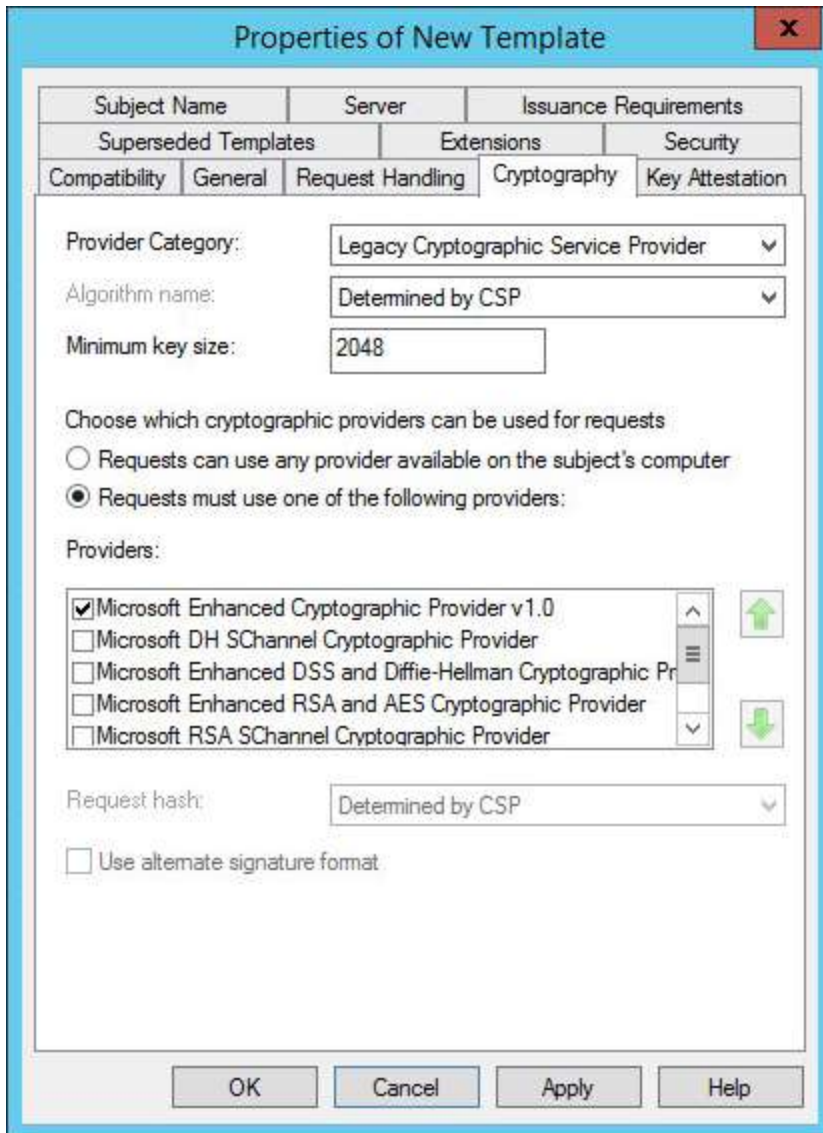 Properties of New Template
x
Subject Name Server Issuance Requirements
Superseded Templates Extensions Security
Compatibility General Request Handling Cryptography Key Attestation
Provider Category: Legacy Cryptographic Service Provider
Algorithm name: Determined by CSP
Minimum key size: 2048
Choose which cryptographic providers can be used for requests
Requests can use any provider available on the subject's computer
Requests must use one of the following providers:
Providers:
Microsoft Enhanced Cryptographic Provider v1.0
Microsoft DH SChannel Cryptographic Provider
Microsoft Enhanced DSS and Diffie-Hellman Cryptographic Pr
Microsoft Enhanced RSA and AES Cryptographic Provider
Microsoft RSA SChannel Cryptographic Provider
Request hash: Determined by CSP
Use alternate signature format
OK Cancel Apply Help